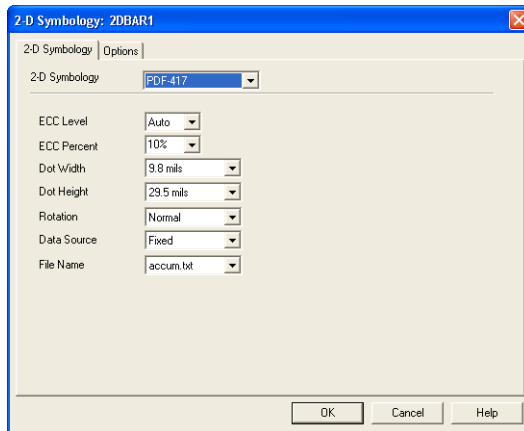 2-D Symbology: 2DBAR1
2-D Symbology Options
2-D Symbology PDF-417
ECC Level Auto
ECC Percent 10%
Dot Width 9.8 mils
Dot Height 29.5 mils
Rotation Normal
Data Source Fixed
File Name accum.txt
OK Cancel Help